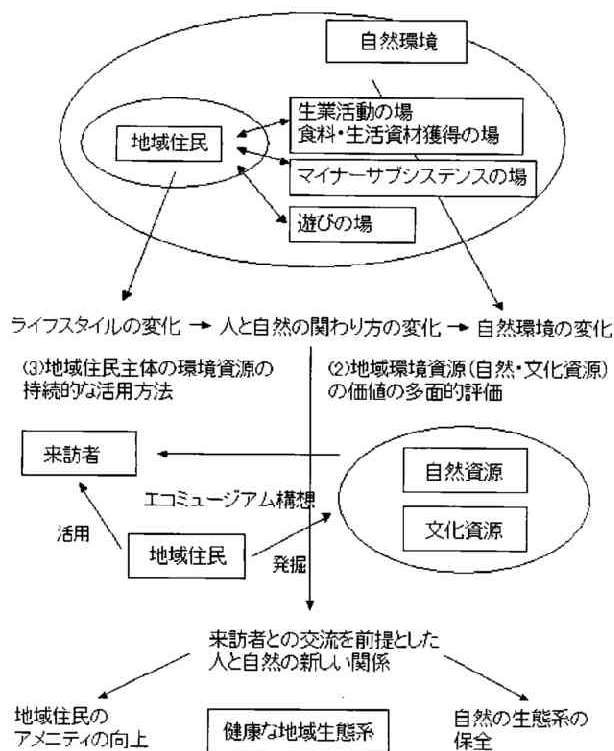 自然環境
生業活動の場
食料・生活資材獲得の場
地域住民
マイナーサブシステンスの場
遊びの場
ライフスタイルの変化 → 人と自然の関わり方の変化 → 自然環境の変化
(3)地域住民主体の環境資源の
持続的な活用方法
(2)地域環境資源(自然・文化資源)
の価値の多面的評価
来訪者
自然資源
エコミュージアム構想
文化資源
活用
地域住民
発掘
来訪者との交流を前提とした
人と自然の新しい関係
地域住民の
アメニティの向上
健康な地域生態系
自然の生態系の
保全